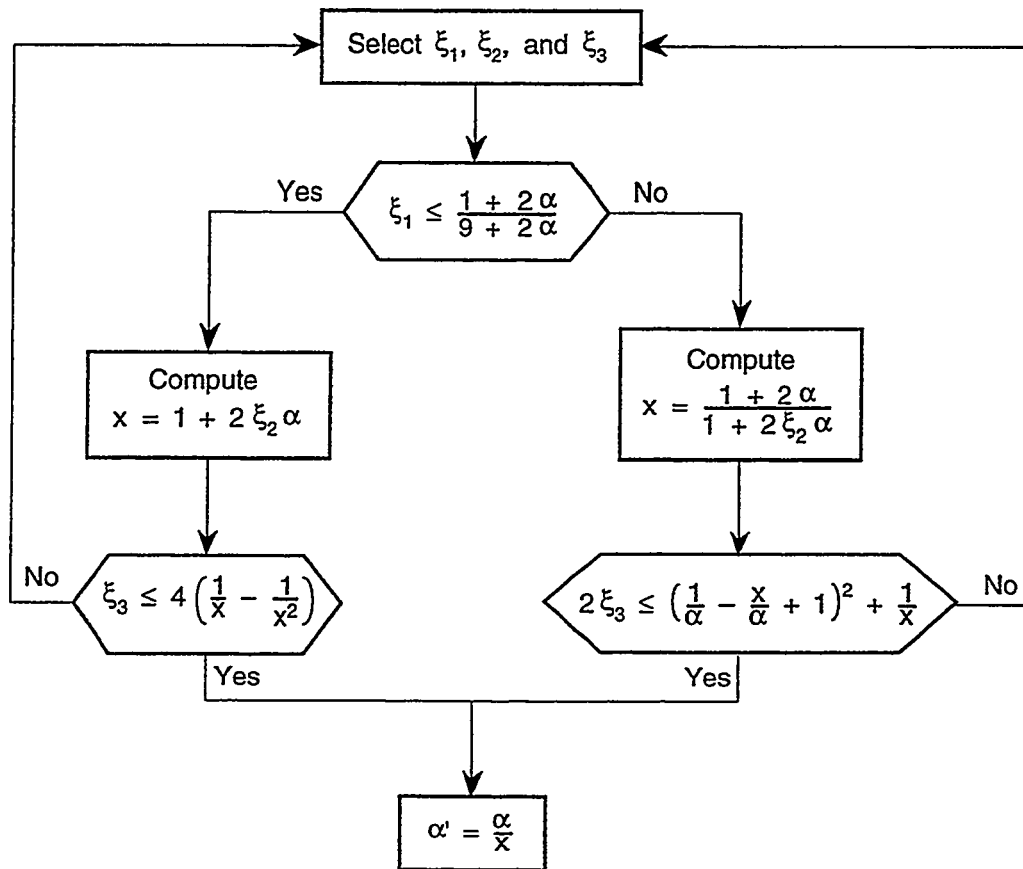 Select ξ₁, ξ₂, and ξ₃
Yes
ξ₁ ≤ (1 + 2α)/(9 + 2α)
No
Compute
x = 1 + 2ξ₂α
Compute
x = (1 + 2α)/(1 + 2ξ₂α)
No
ξ₃ ≤ 4(1/x - 1/x²)
2ξ₃ ≤ (1/α - x/α + 1)² + 1/x
No
Yes
Yes
α' = α/x